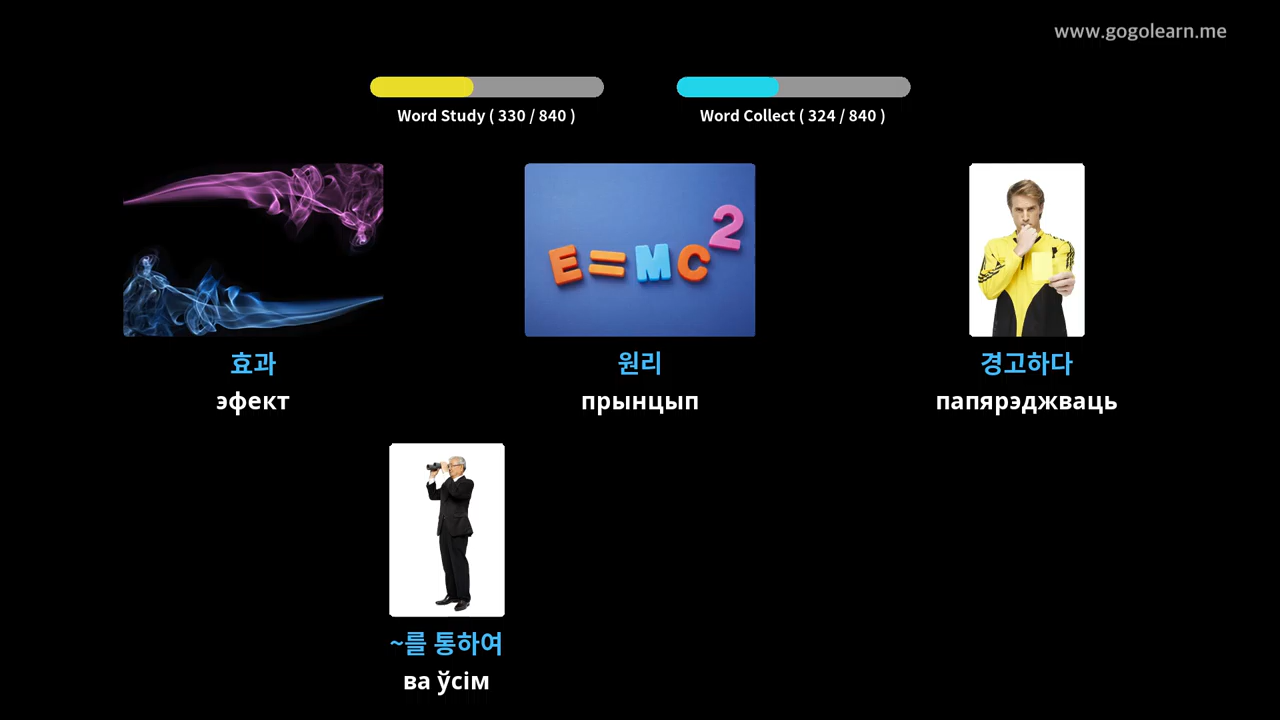 www.gogolearn.me
Word Study ( 330 / 840 )
Word Collect ( 324 / 840 )
E=MC2
효과
эфект
원리
прынцып
경고하다
папярэджваць
~를 통하여
ва ўсім